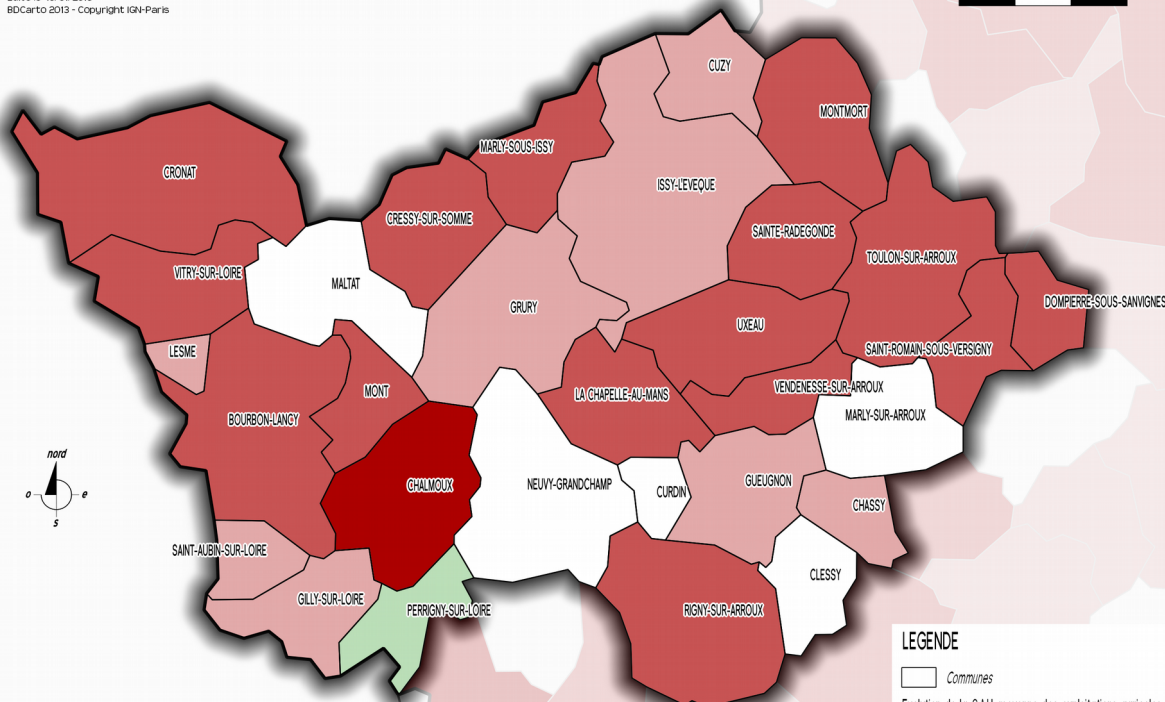 BDCarto 2013 - Copyright IGN-Paris
CUZY
MONTMORT
MARLY-SOUS-ISSY
CRONAT
ISSY-L'EVEQUE
CRESSY-SUR-SOMME
SAINTE-RADEGONDE
TOULON-SUR-ARROUX
VITRY-SUR-LOIRE
MALTAT
DOMPIERRE-SOUS-SANVIGNES
GRURY
UXEAU
LESME
SAINT-ROMAIN-SOUS-VERSIGNY
VENDENESSE-SUR-ARROUX
MONT
LA CHAPELLE-AU-MANS
MARLY-SUR-ARROUX
BOURBON-LANCY
nord
GUEUGNON
CHALMOUX
NEUVY-GRANDCHAMP
CURDIN
o
e
CHASSY
s
SAINT-AUBIN-SUR-LOIRE
CLESSY
GILLY-SUR-LOIRE
PERRIGNY-SUR-LOIRE
RIGNY-SUR-ARROUX
LEGENDE
Communes